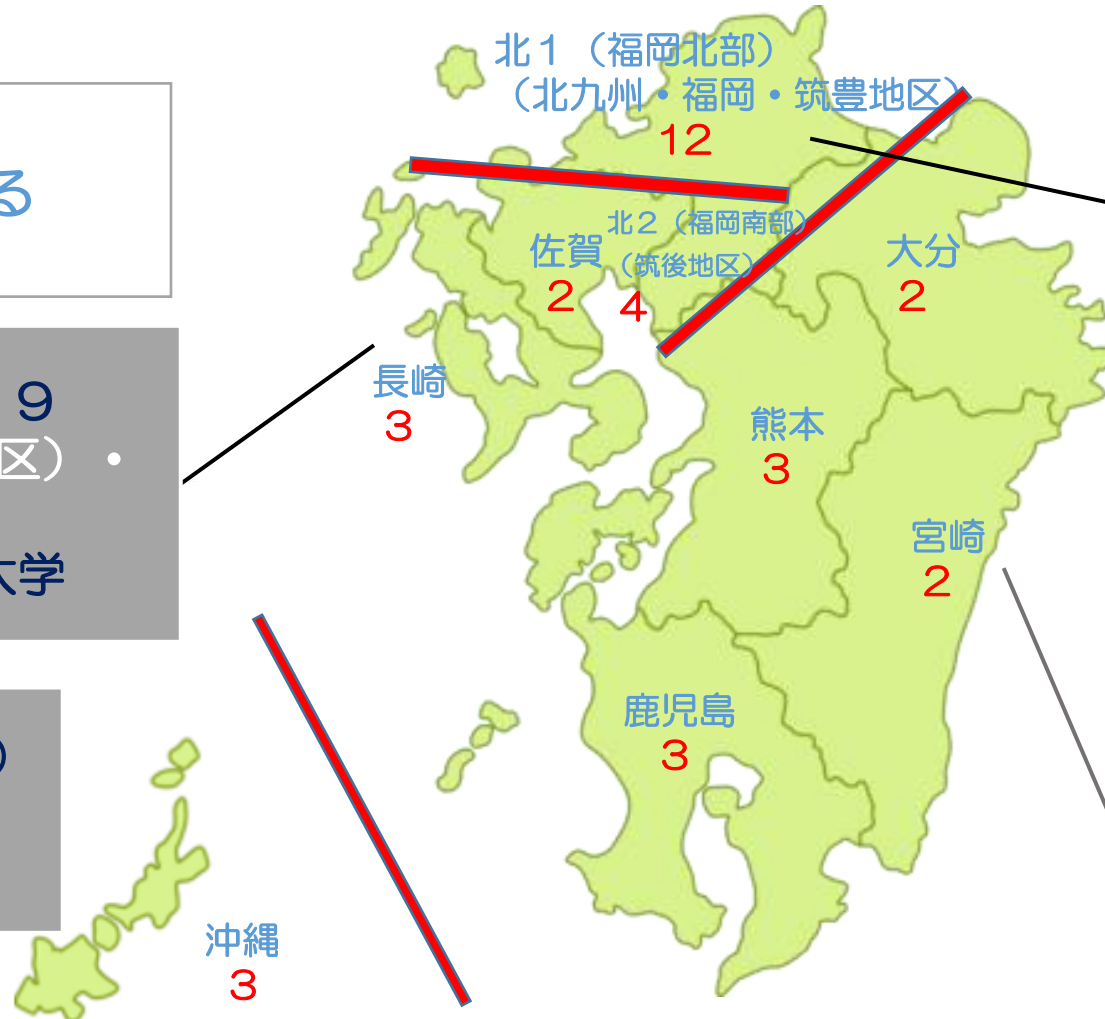 北１（福岡北部）
（北九州・福岡・筑豊地区）
12
る
北２（福岡南部）
（筑後地区）
4
佐賀
2
大分
2
長崎
3
９
区）・
大学
熊本
3
宮崎
2
鹿児島
3
）
沖縄
3